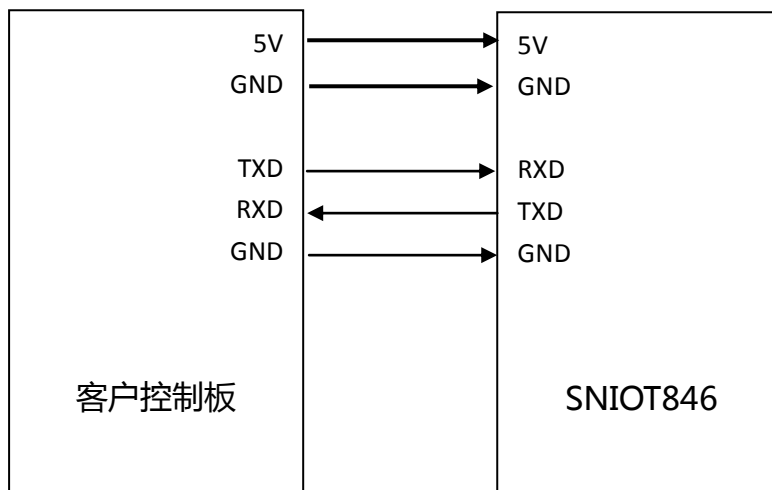 5V 5V
GND GND
TXD RXD
RXD TXD
GND GND
客户控制板 SNIOT846